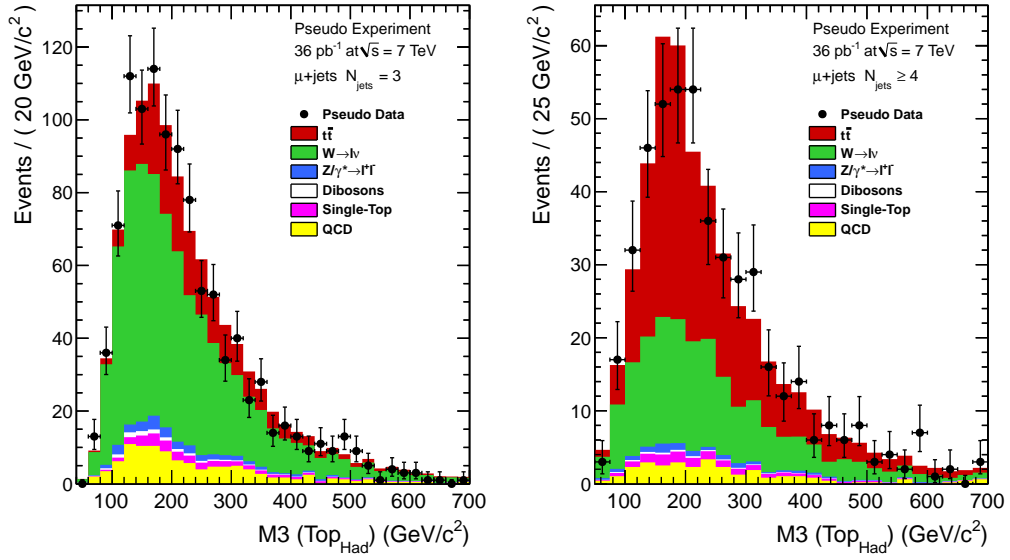 Pseudo Experiment
36 pb⁻¹ at √s = 7 TeV
μ+jets N_jets = 3
Pseudo Data
tt̄
W→lν
Z/γ*→l⁺l⁻
Dibosons
Single-Top
QCD
Events / ( 20 GeV/c² )
120
100
80
60
40
20
0
100 200 300 400 500 600 700
M3 (Top_Had) (GeV/c²)
Pseudo Experiment
36 pb⁻¹ at √s = 7 TeV
μ+jets N_jets ≥ 4
Pseudo Data
tt̄
W→lν
Z/γ*→l⁺l⁻
Dibosons
Single-Top
QCD
Events / ( 25 GeV/c² )
60
50
40
30
20
10
0
100 200 300 400 500 600 700
M3 (Top_Had) (GeV/c²)